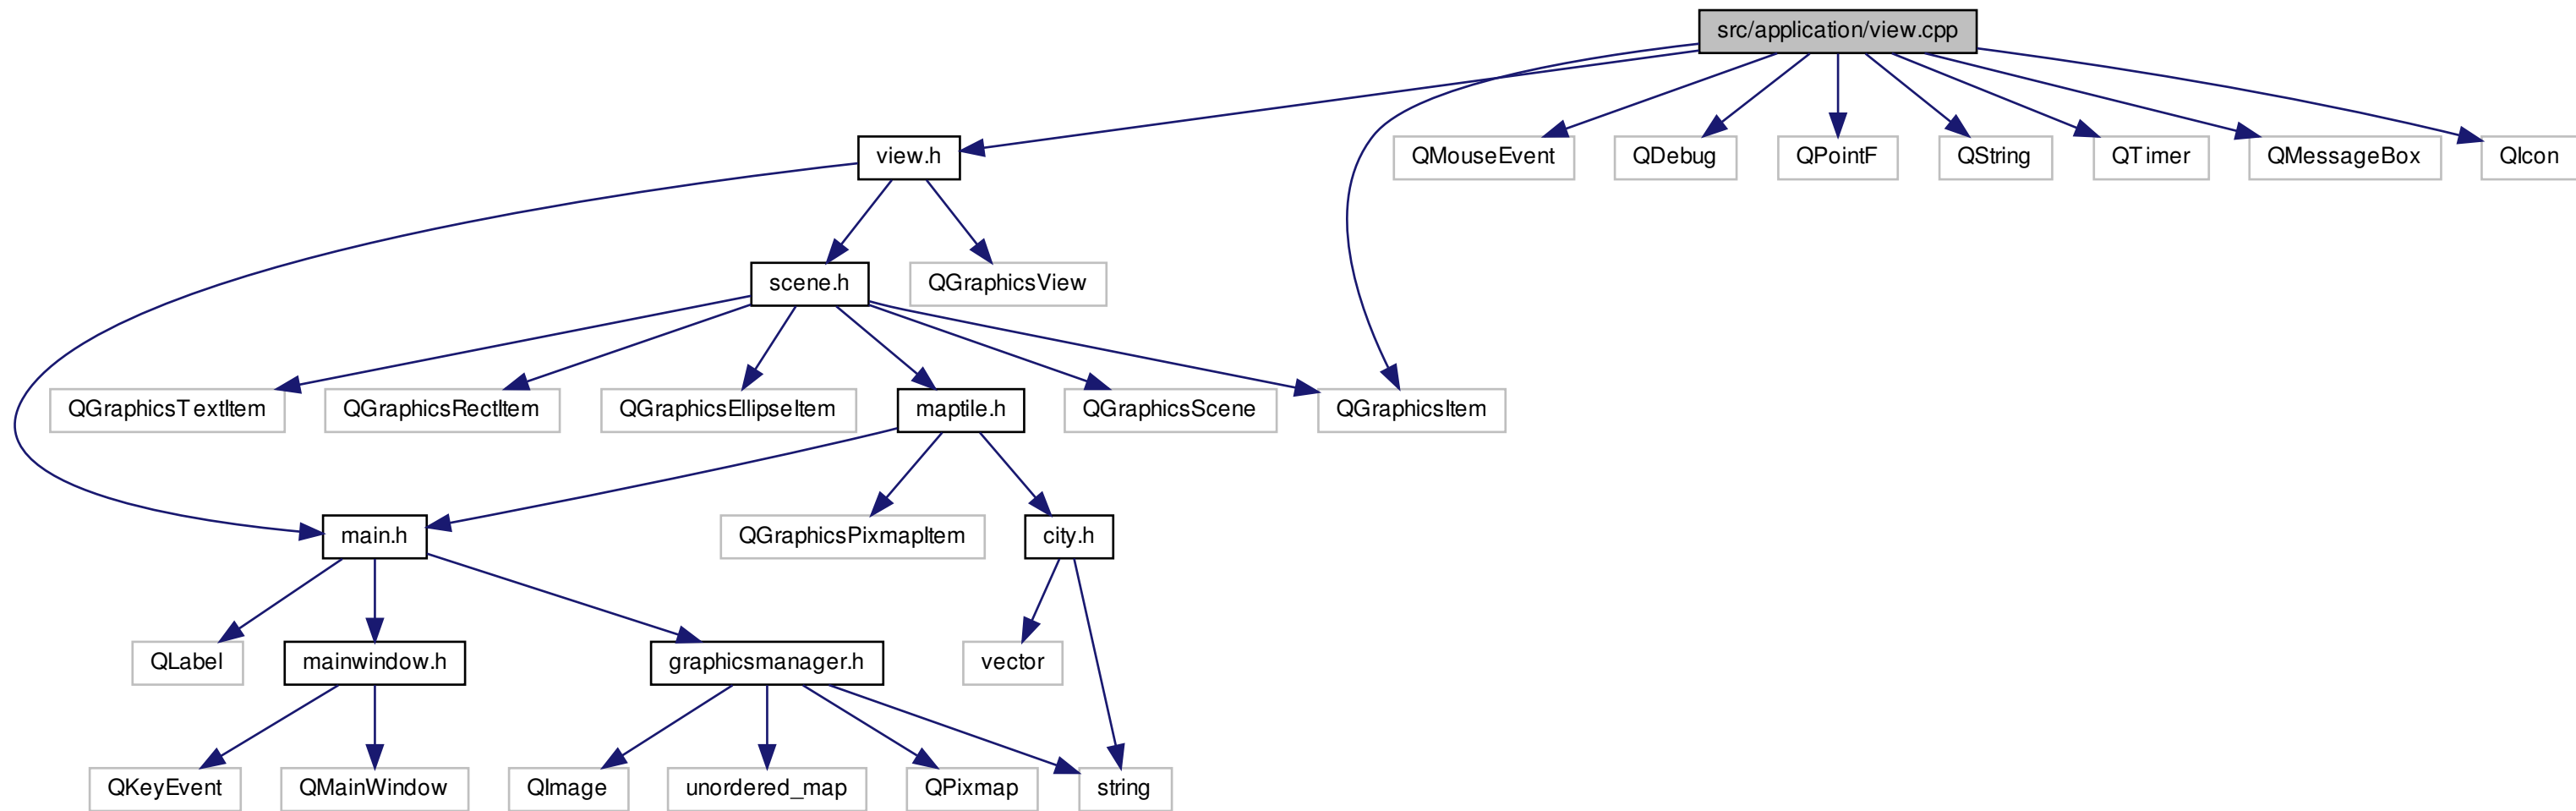 src/application/view.cpp
view.h
QMouseEvent
QDebug
QPointF
QString
QTimer
QMessageBox
QIcon
scene.h
QGraphicsView
QGraphicsTextItem
QGraphicsRectItem
QGraphicsEllipseItem
maptile.h
QGraphicsScene
QGraphicsItem
main.h
QGraphicsPixmapItem
city.h
QLabel
mainwindow.h
graphicsmanager.h
vector
QKeyEvent
QMainWindow
QImage
unordered_map
QPixmap
string